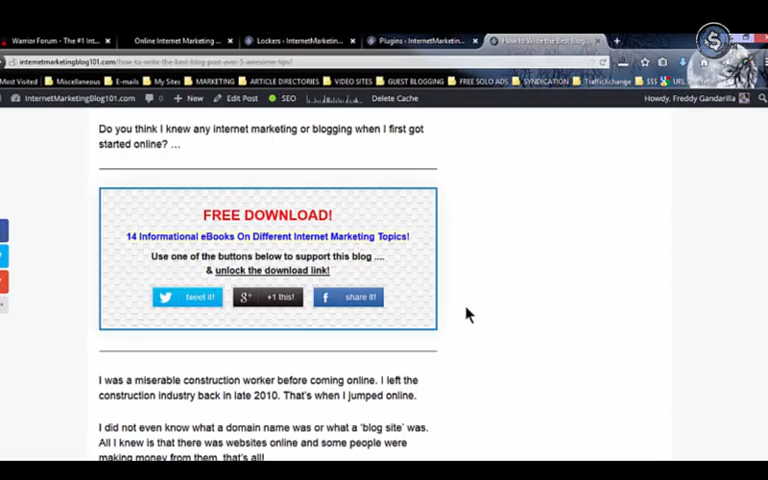 Warrior Forum - The #1 Int...
Online Internet Marketing ...
Lockers - InternetMarketin...
Plugins - InternetMarketin...
How to Write the Best Blog...
internetmarketingblog101.com/how-to-write-the-best-blog-post-ever-5-awesome-tips/
Most Visited Miscellaneous E-mails My Sites MARKETING ARTICLE DIRECTORIES VIDEO SITES GUEST BLOGGING FREE SOLO ADS SYNDICATION TrafficXchange $$$ URL
InternetMarketingBlog101.com 0 + New Edit Post SEO Delete Cache Howdy, Freddy Gandarilla
Do you think I knew any internet marketing or blogging when I first got
started online? …
FREE DOWNLOAD!
14 Informational eBooks On Different Internet Marketing Topics!
Use one of the buttons below to support this blog ....
& unlock the download link!
tweet it! g+ +1 this! f share it!
I was a miserable construction worker before coming online. I left the
construction industry back in late 2010. That's when I jumped online.
I did not even know what a domain name was or what a 'blog site' was.
All I knew is that there was websites online and some people were
making money from them, that's all!